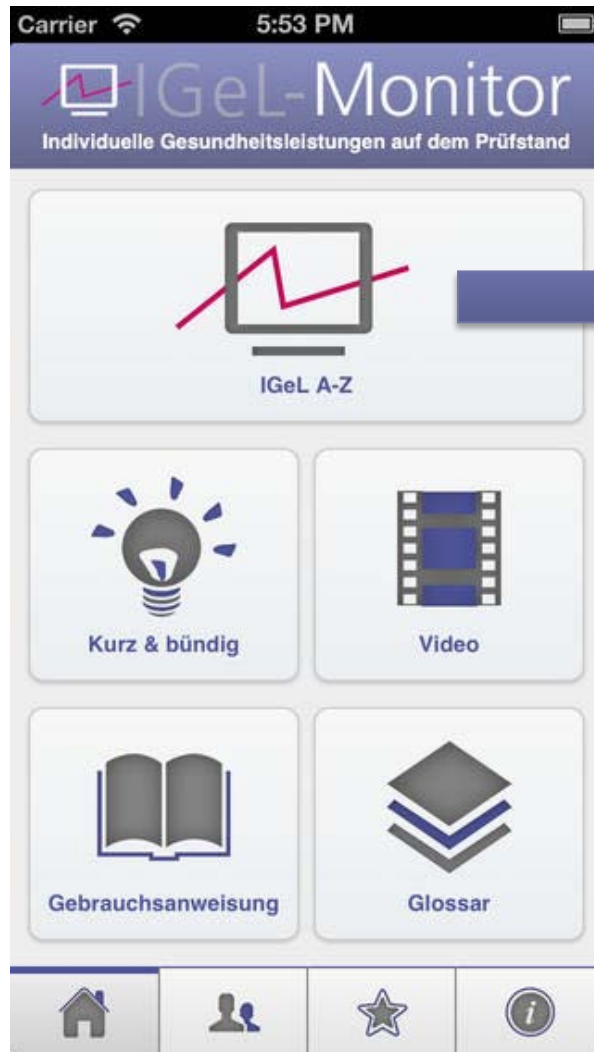 Carrier 5:53 PM
IGeL-Monitor
Individuelle Gesundheitsleistungen auf dem Prüfstand
IGeL A-Z
Kurz & bündig Video
Gebrauchsanweisung Glossar
i